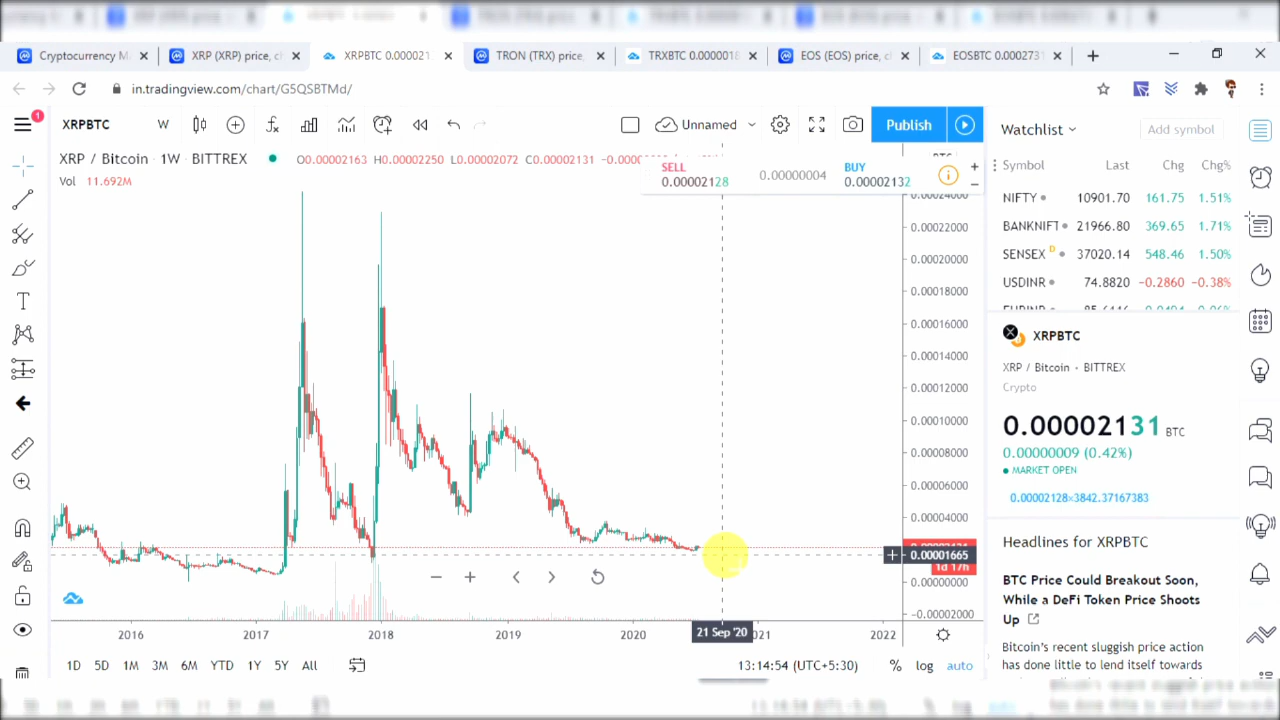 Cryptocurrency M
XRP (XRP) price, c
XRPBTC 0.000021
TRON (TRX) price,
TRXBTC 0.0000018
EOS (EOS) price, c
EOSBTC 0.0002731
in.tradingview.com/chart/G5QSBTMd/
1
XRPBTC
W
Unnamed
Publish
Watchlist
Add symbol
XRP / Bitcoin · 1W · BITTREX
O0.00002163 H0.00002250 L0.00002072 C0.00002131
Vol 11.692M
SELL
0.00002128
0.00000004
BUY
0.00002132
Symbol Last Chg Chg%
NIFTY 10901.70 161.75 1.51%
BANKNIFT 21966.80 369.65 1.71%
SENSEX D 37020.14 548.46 1.50%
USDINR 74.8820 -0.2860 -0.38%
0.00024000
0.00022000
0.00020000
0.00018000
0.00016000
0.00014000
0.00012000
0.00010000
0.00008000
0.00006000
0.00004000
0.00001665
1d 17h
0.00000000
-0.00002000
XRPBTC
XRP / Bitcoin · BITTREX
Crypto
0.00002131 BTC
0.00000009 (0.42%)
MARKET OPEN
0.00002128×3842.37167383
Headlines for XRPBTC
BTC Price Could Breakout Soon,
While a DeFi Token Price Shoots
Up
Bitcoin's recent sluggish price action
has done little to lend itself towards
2016 2017 2018 2019 2020 21 Sep '20 021 2022
1D 5D 1M 3M 6M YTD 1Y 5Y All
13:14:54 (UTC+5:30) % log auto